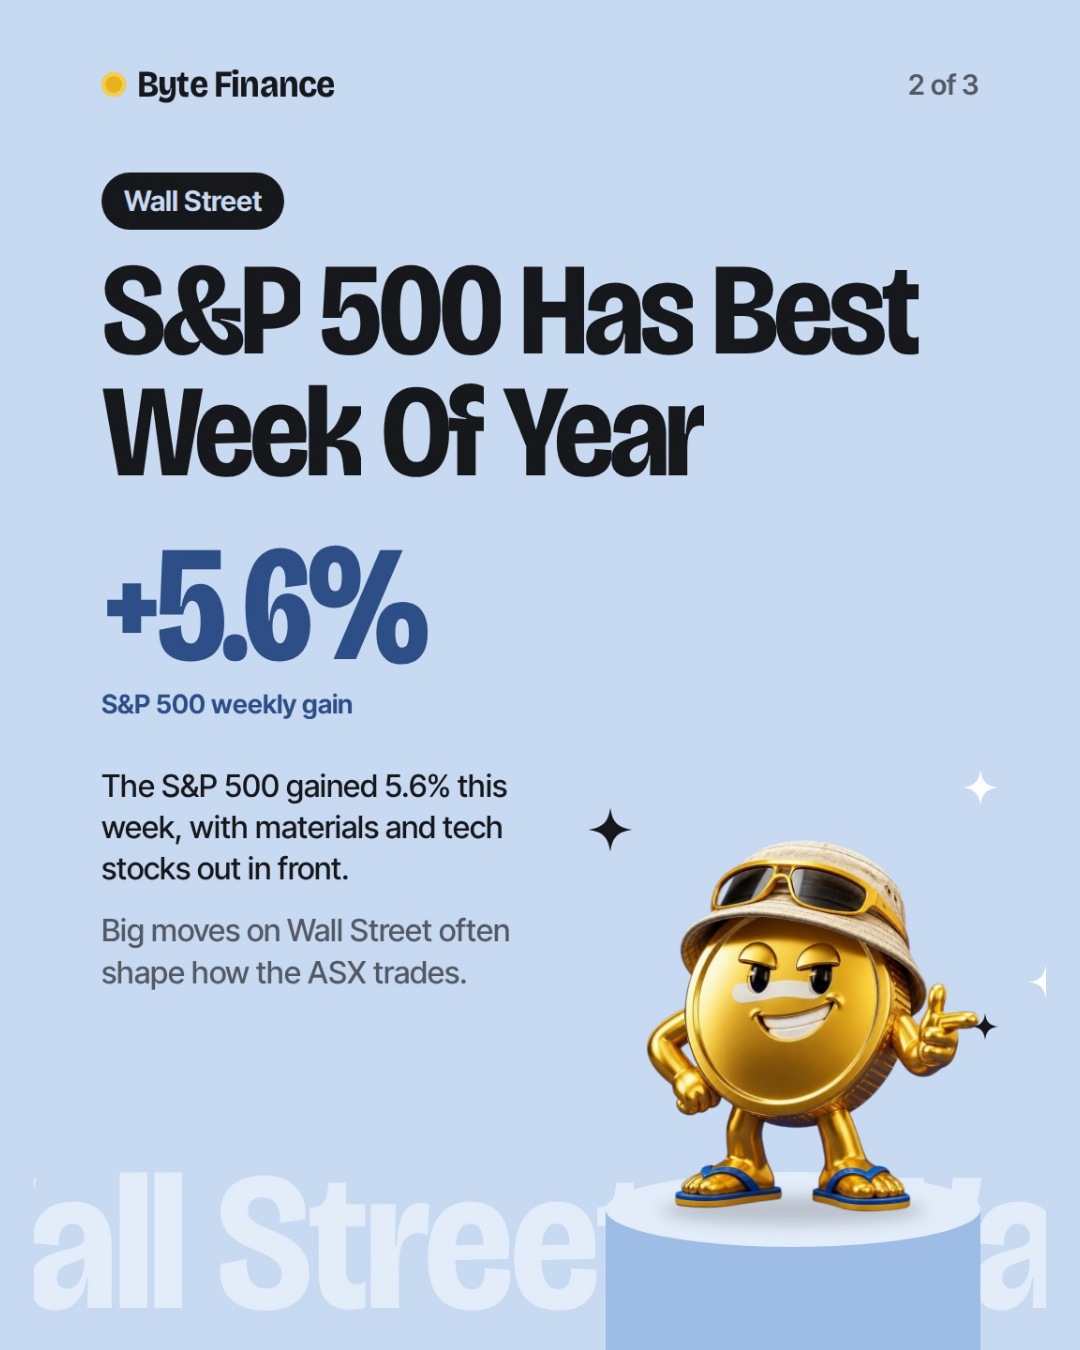 Byte Finance
2 of 3
Wall Street
S&P 500 Has Best
Week Of Year
+5.6%
S&P 500 weekly gain
The S&P 500 gained 5.6% this
week, with materials and tech
stocks out in front.
Big moves on Wall Street often
shape how the ASX trades.
all Street Wa